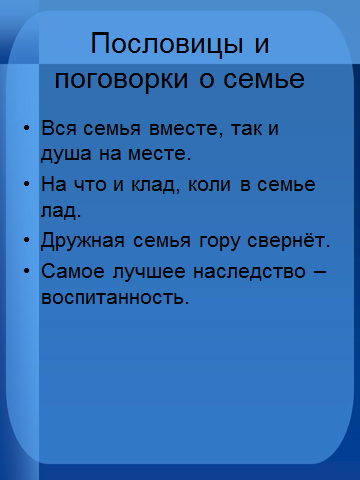 Пословицы и
поговорки о семье
• Вся семья вместе, так и
душа на месте.
• На что и клад, коли в семье
лад.
• Дружная семья гору свернёт.
• Самое лучшее наследство –
воспитанность.